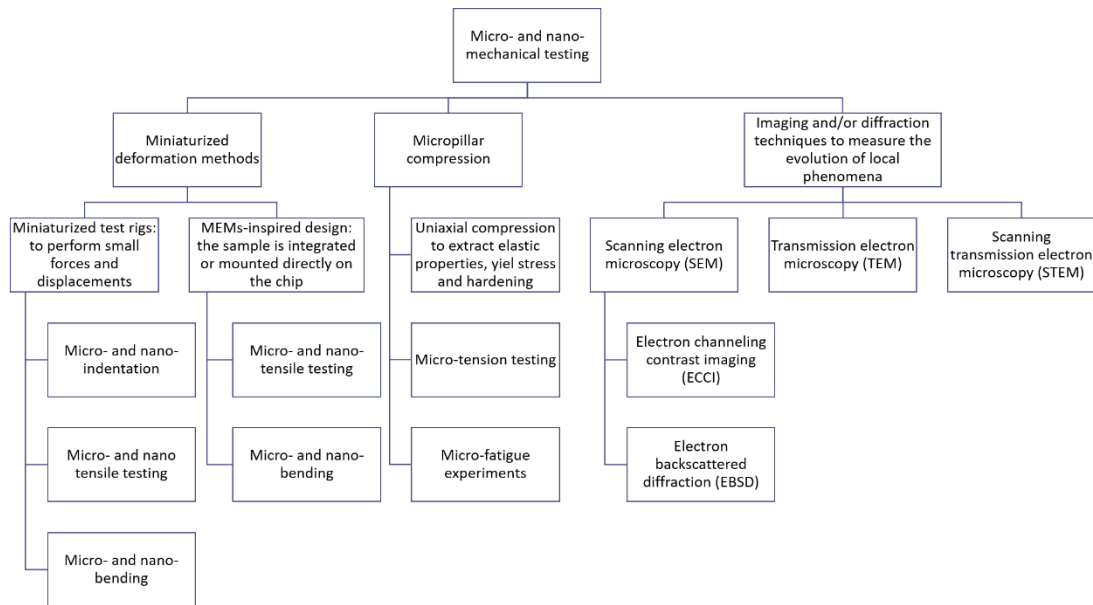 Micro- and nano-
mechanical testing
Miniaturized
deformation methods
Micropillar
compression
Imaging and/or diffraction
techniques to measure the
evolution of local
phenomena
Miniaturized test rigs:
to perform small
forces and
displacements
MEMs-inspired design:
the sample is integrated
or mounted directly on
the chip
Uniaxial compression
to extract elastic
properties, yiel stress
and hardening
Scanning electron
microscopy (SEM)
Transmission electron
microscopy (TEM)
Scanning
transmission electron
microscopy (STEM)
Micro- and nano-
indentation
Micro- and nano-
tensile testing
Micro-tension testing
Electron channeling
contrast imaging
(ECCI)
Micro- and nano
tensile testing
Micro- and nano-
bending
Micro-fatigue
experiments
Electron
backscattered
diffraction (EBSD)
Micro- and nano-
bending